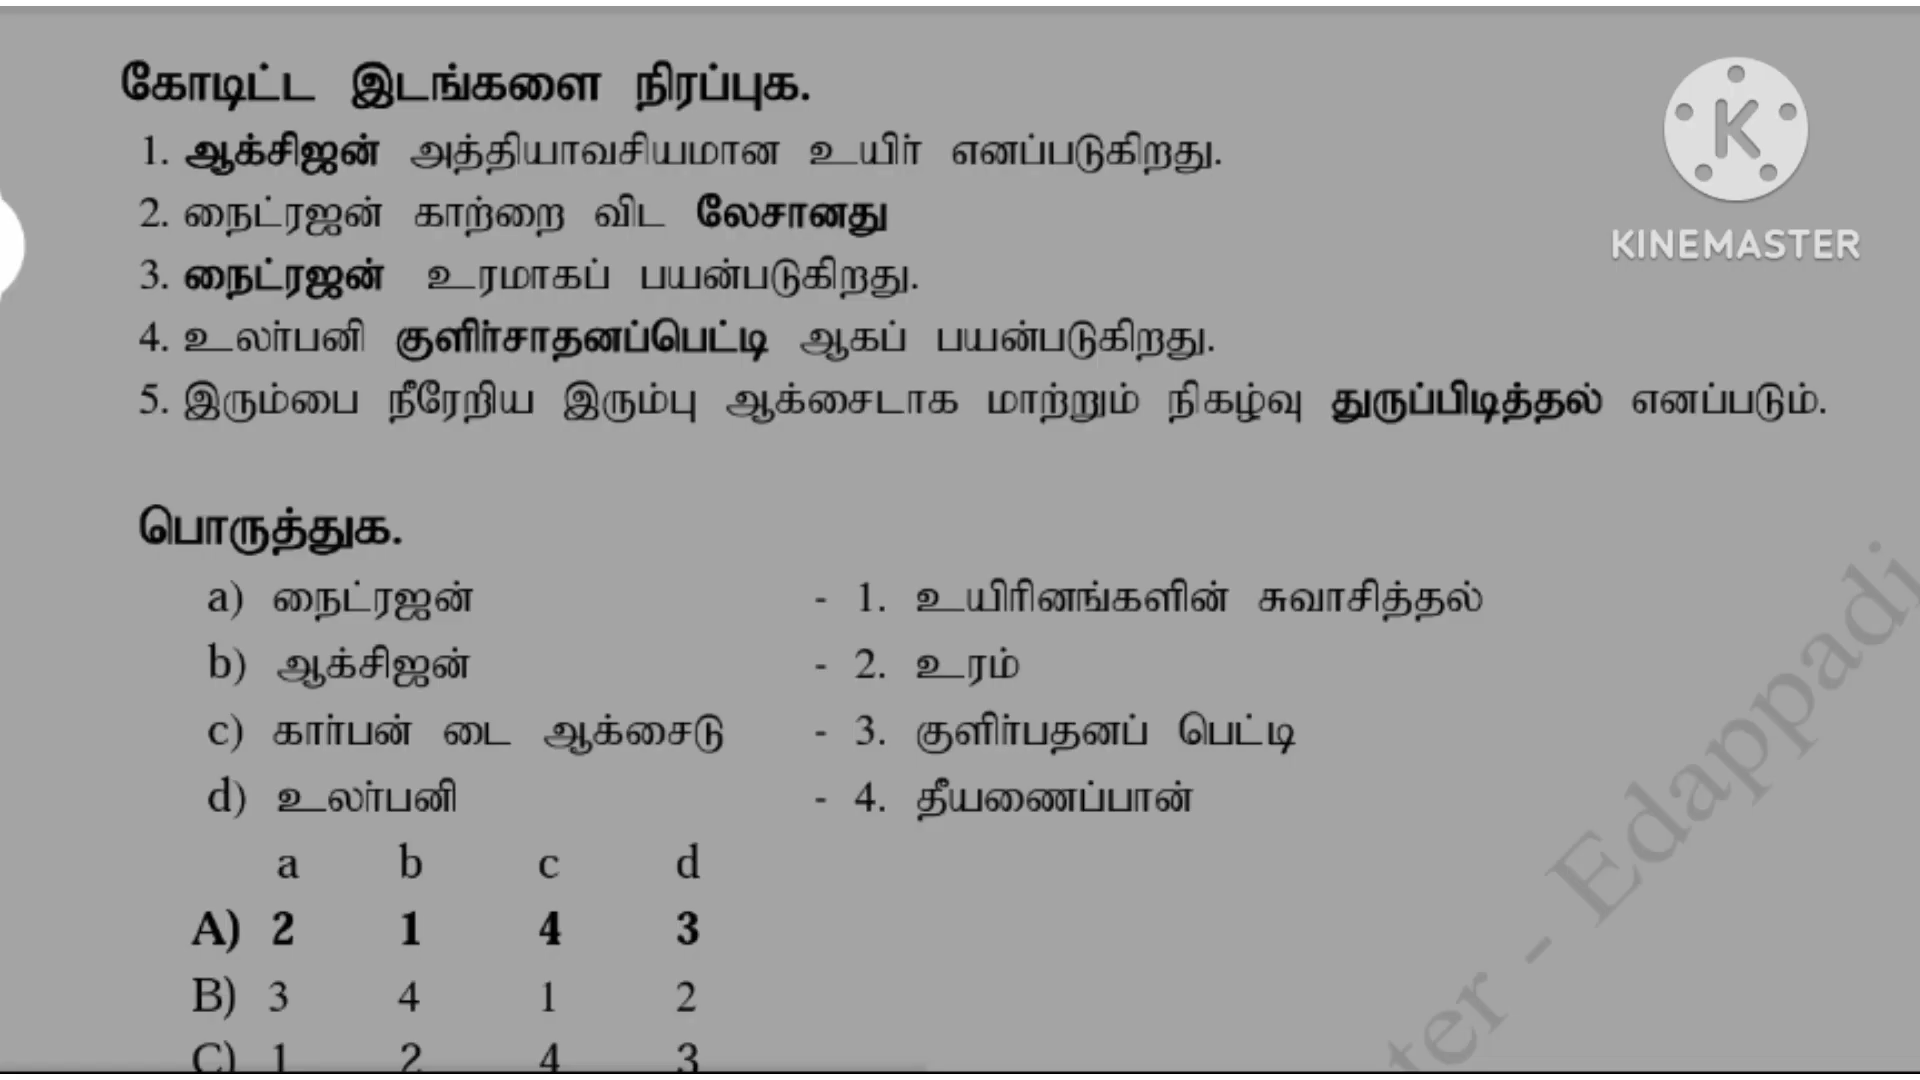 கோடிட்ட இடங்களை நிரப்புக.
1. ஆக்சிஜன் அத்தியாவசியமான உயிர் எனப்படுகிறது.
2. நைட்ரஜன் காற்றை விட லேசானது
3. நைட்ரஜன் உரமாகப் பயன்படுகிறது.
4. உலர்பனி குளிர்சாதனப்பெட்டி ஆகப் பயன்படுகிறது.
5. இரும்பை நீரேறிய இரும்பு ஆக்சைடாக மாற்றும் நிகழ்வு துருப்பிடித்தல் எனப்படும்.
பொருத்துக.
a) நைட்ரஜன் - 1. உயிரினங்களின் சுவாசித்தல்
b) ஆக்சிஜன் - 2. உரம்
c) கார்பன் டை ஆக்சைடு - 3. குளிர்பதனப் பெட்டி
d) உலர்பனி - 4. தீயணைப்பான்
a b c d
A) 2 1 4 3
B) 3 4 1 2
C) 1 2 4 3
K
KINEMASTER
ter - Edappadi